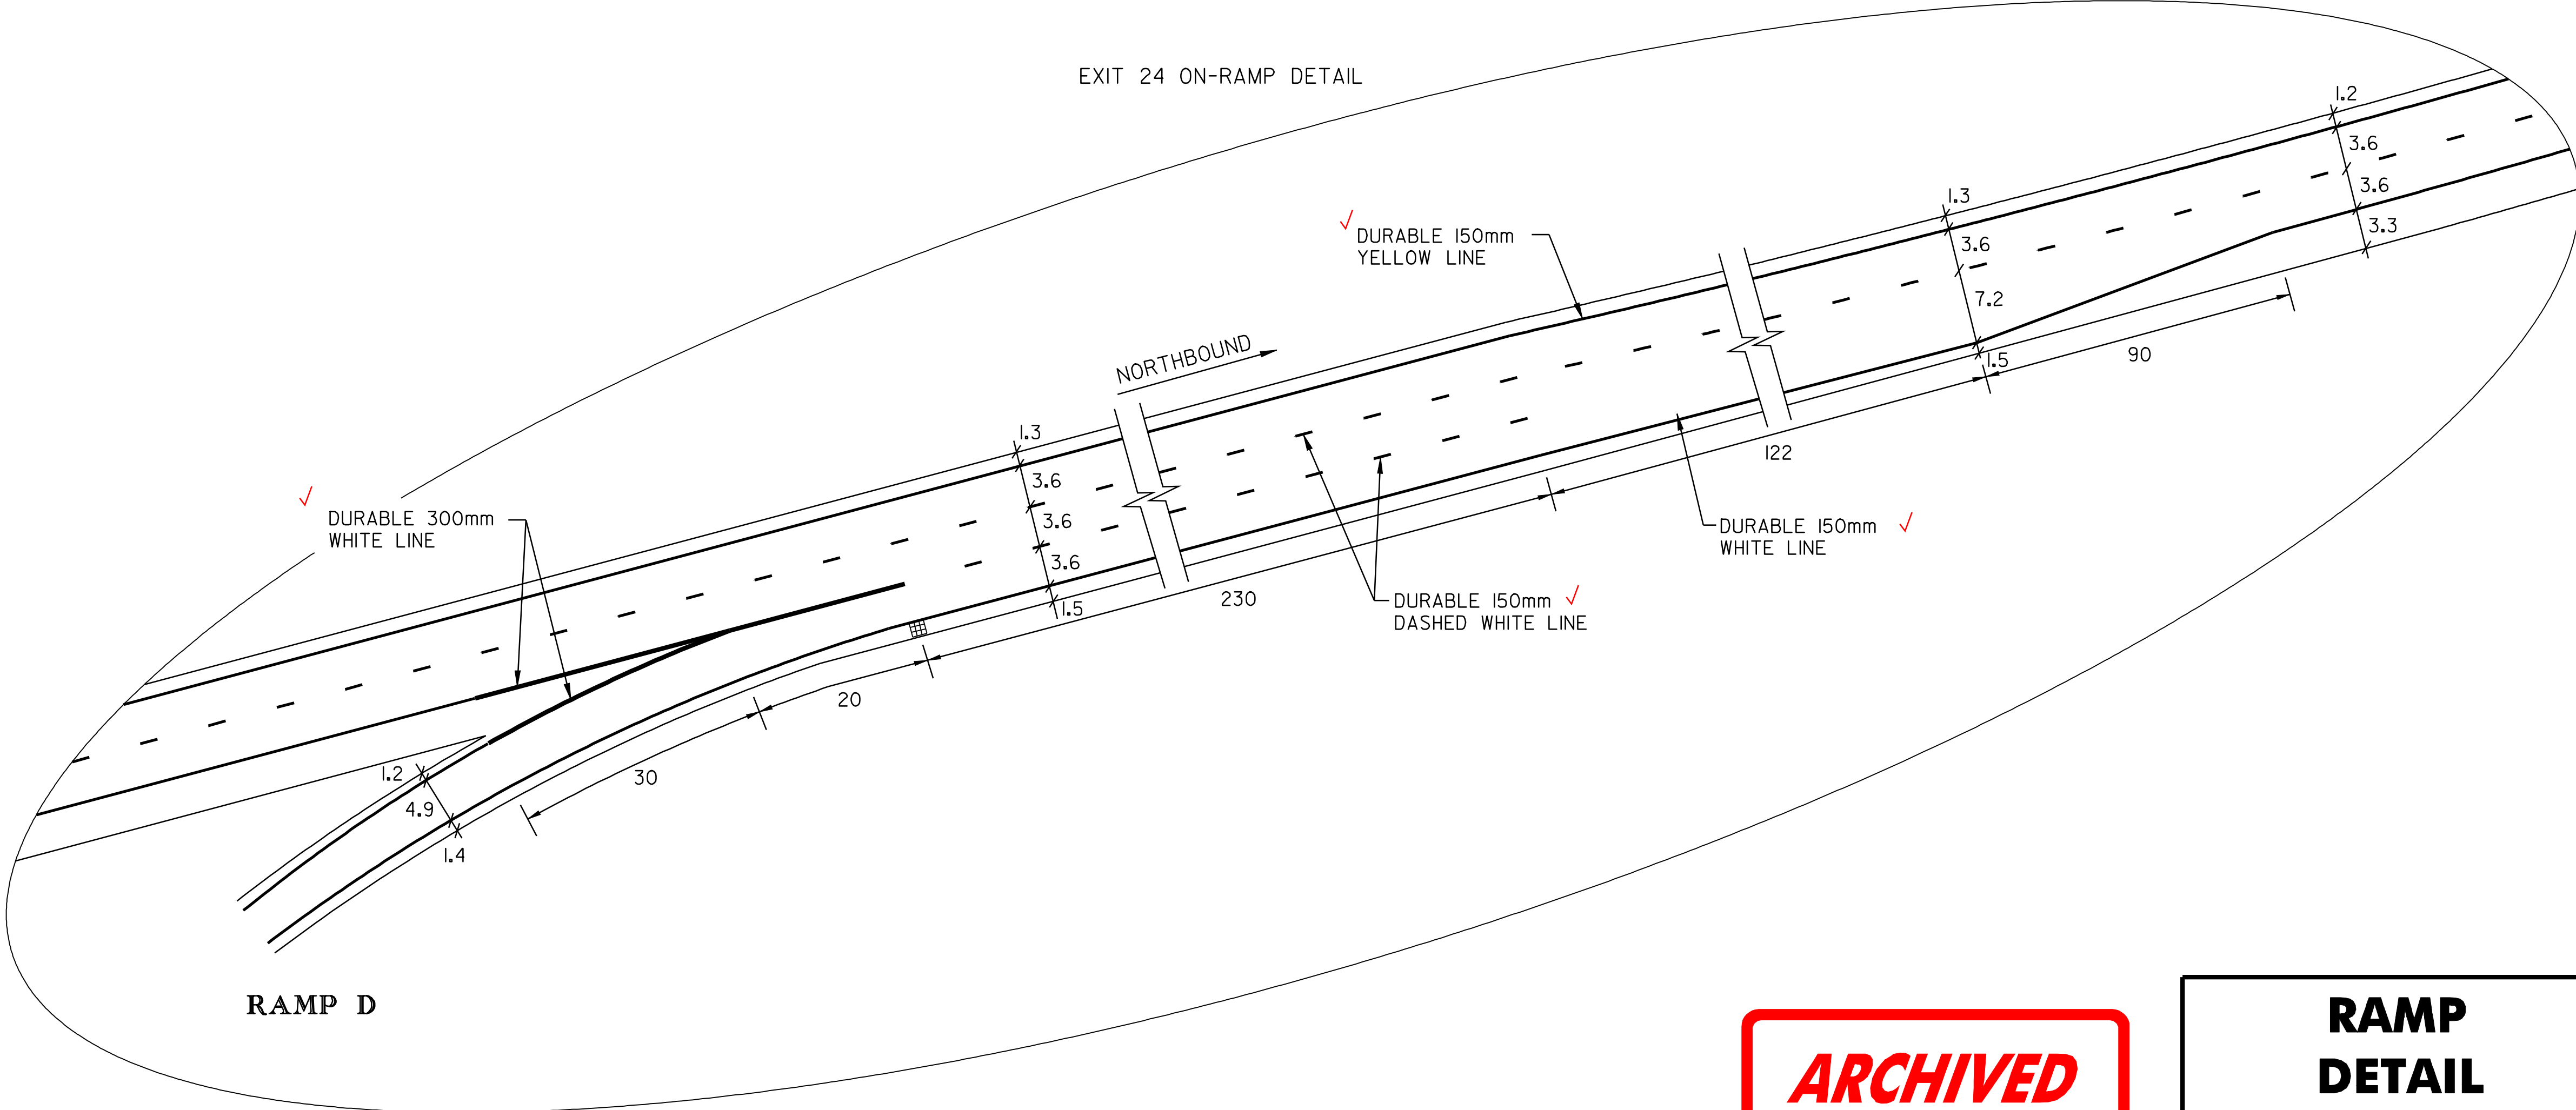 EXIT 24 ON-RAMP DETAIL
1.2
3.6
3.6
3.3
1.3
3.6
7.2
1.5
90
DURABLE 150mm
YELLOW LINE
NORTHBOUND
1.3
3.6
3.6
3.6
1.5
122
230
DURABLE 150mm
WHITE LINE
DURABLE 150mm
DASHED WHITE LINE
DURABLE 300mm
WHITE LINE
20
30
1.2
4.9
1.4
RAMP D
ARCHIVED
RAMP
DETAIL